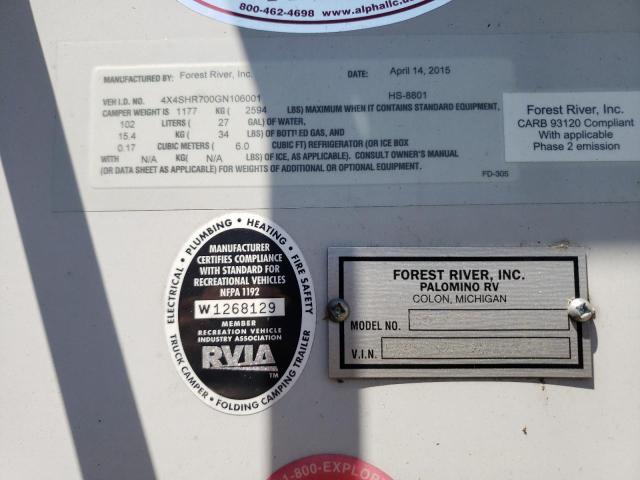 800-462-4698 www.alphallc.
MANUFACTURED BY: Forest River, Inc. DATE: April 14, 2015
VEH I.D. NO. 4X4SHR700GN106001 HS-8801
CAMPER WEIGHT IS 1177 KG ( 2594 LBS) MAXIMUM WHEN IT CONTAINS STANDARD EQUIPMENT,
102 LITERS ( 27 GAL) OF WATER,
15.4 KG ( 34 LBS) OF BOTTLED GAS, AND
0.17 CUBIC METERS ( 6.0 CUBIC FT) REFRIGERATOR (OR ICE BOX
WITH N/A KG( N/A LBS) OF ICE, AS APPLICABLE). CONSULT OWNER'S MANUAL
(OR DATA SHEET AS APPLICABLE) FOR WEIGHTS OF ADDITIONAL OR OPTIONAL EQUIPMENT.
FD-305
Forest River, Inc
CARB 93120 Compliant
With applicable
Phase 2 emission
ELECTRICAL - PLUMBING - HEATING - FIRE SAFETY
MANUFACTURER
CERTIFIES COMPLIANCE
WITH STANDARD FOR
RECREATIONAL VEHICLES
NFPA 1192
W1268129
MEMBER
RECREATION VEHICLE
INDUSTRY ASSOCIATION
RVIA
TM
TRUCK CAMPER - FOLDING CAMPING TRAILER
FOREST RIVER, INC.
PALOMINO RV
COLON, MICHIGAN
MODEL NO.
V.I.N.
1-800-EXPLOR